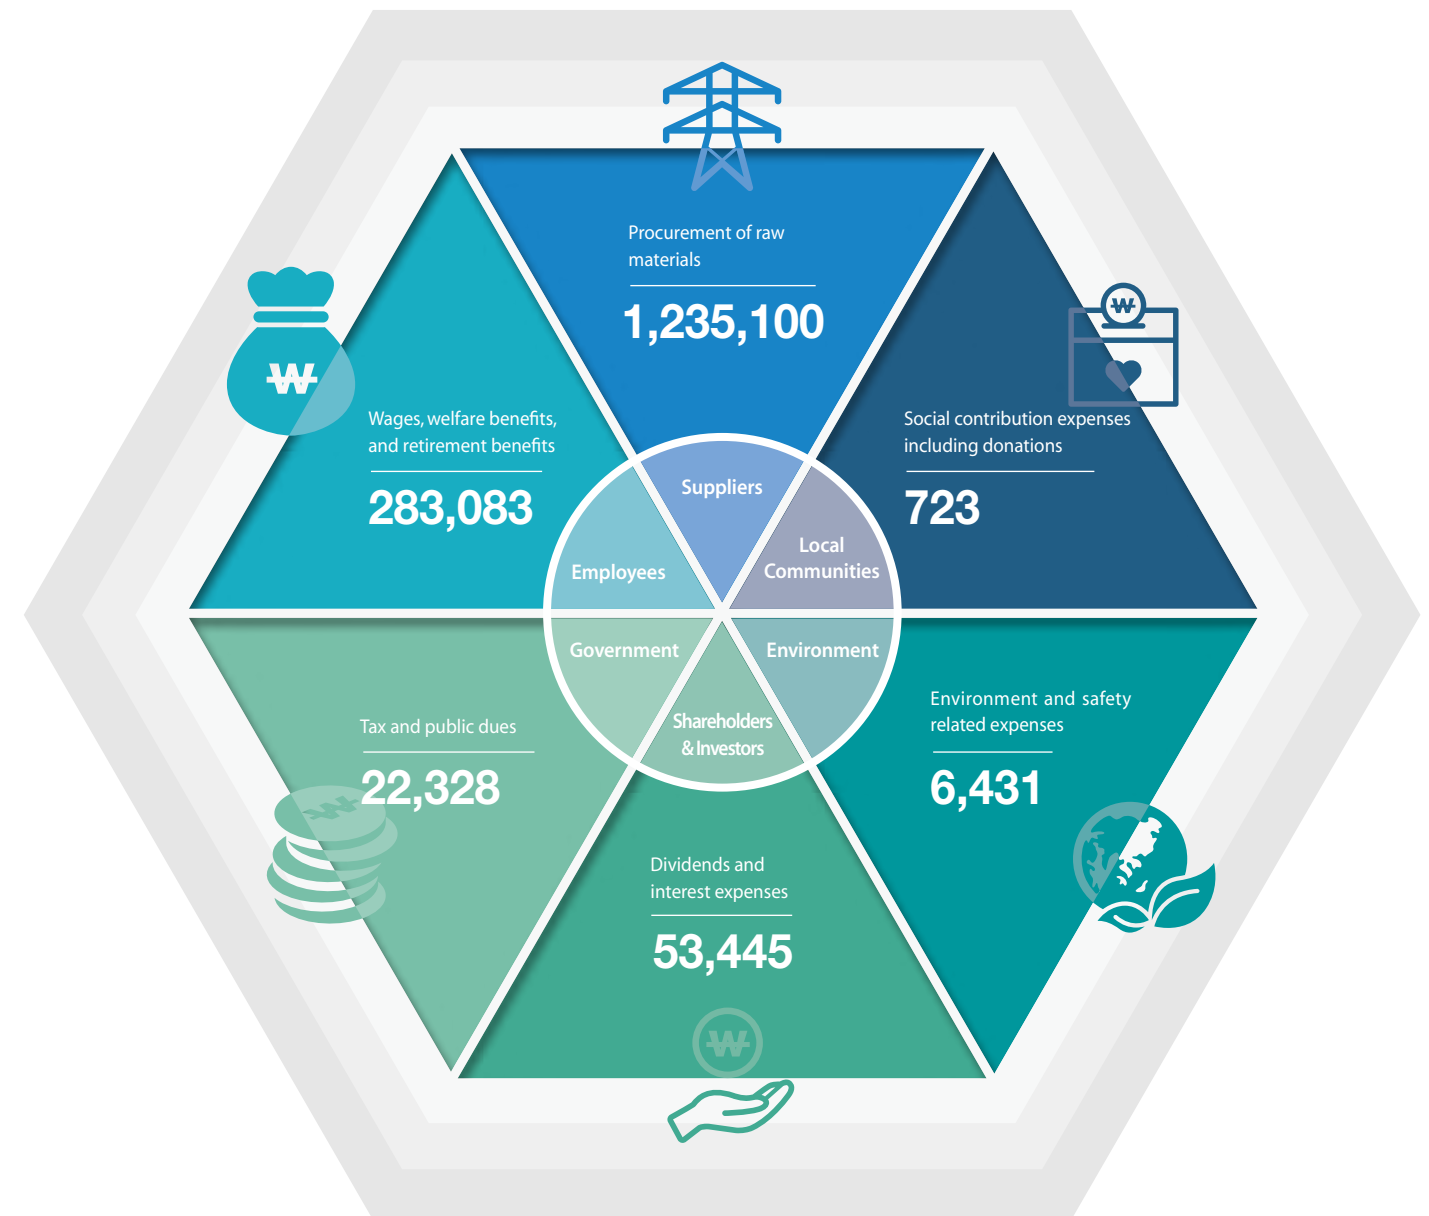 Procurement of raw
materials
1,235,100
Wages, welfare benefits,
and retirement benefits
283,083
Social contribution expenses
including donations
723
Suppliers
Local
Communities
Employees
Government
Environment
Shareholders
& Investors
Tax and public dues
22,328
Environment and safety
related expenses
6,431
Dividends and
interest expenses
53,445
₩
₩
₩
₩